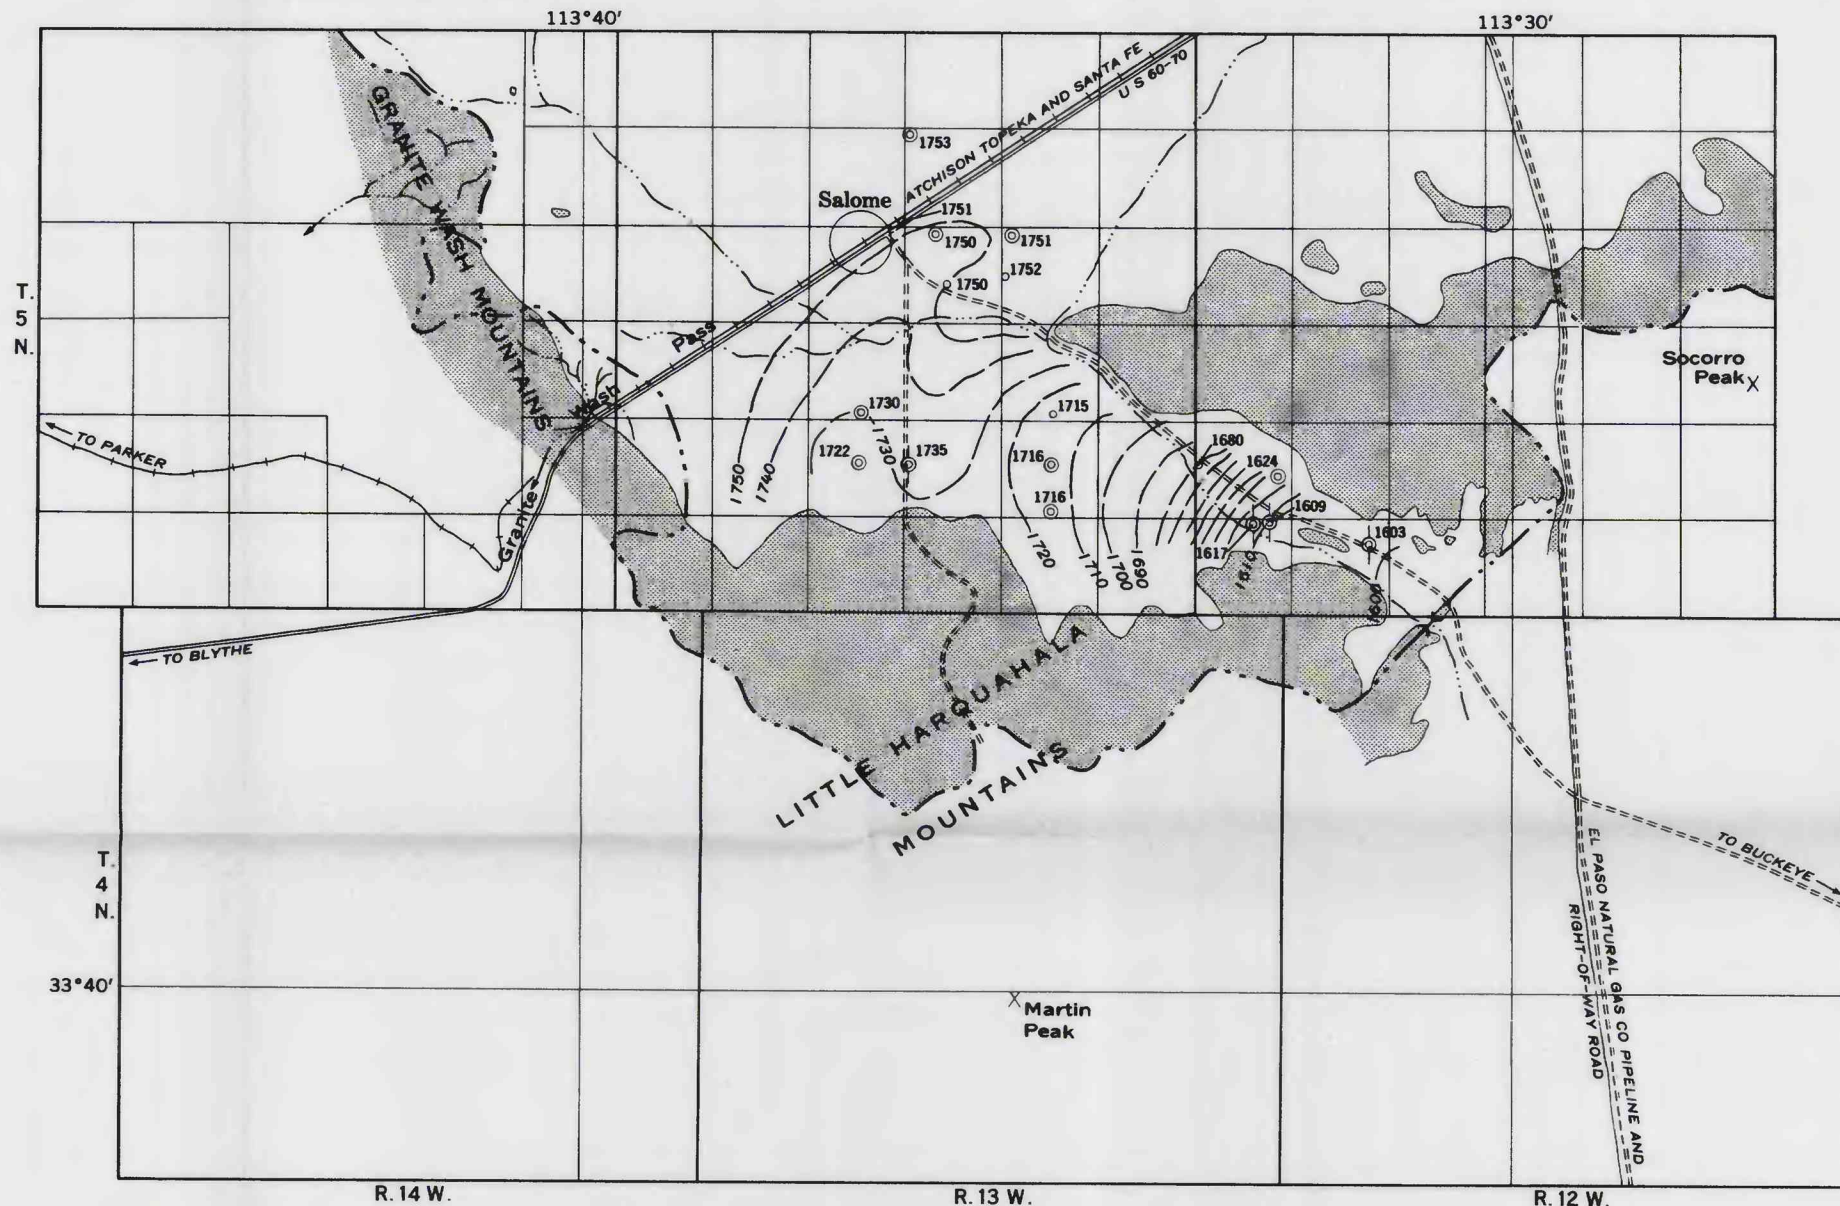 113°40'
113°30'
GRANITE WASH MOUNTAINS
ATCHISON TOPEKA AND SANTA FE
U S 60-70
1753
Salome
1751
1750
1751
1752
1750
T.
5
N.
Pass
Wash
Granite
Socorro
Peak
TO PARKER
1730
1715
1722
1730
1735
1716
1680
1624
1750
1740
1716
1609
1617
1603
1610
1720
1710
1700
1690
1600
TO BLYTHE
LITTLE HARQUAHALA
MOUNTAINS
T.
4
N.
EL PASO NATURAL GAS CO PIPELINE AND
RIGHT-OF-WAY ROAD
TO BUCKEYE
33°40'
Martin
Peak
R. 14 W.
R. 13 W.
R. 12 W.